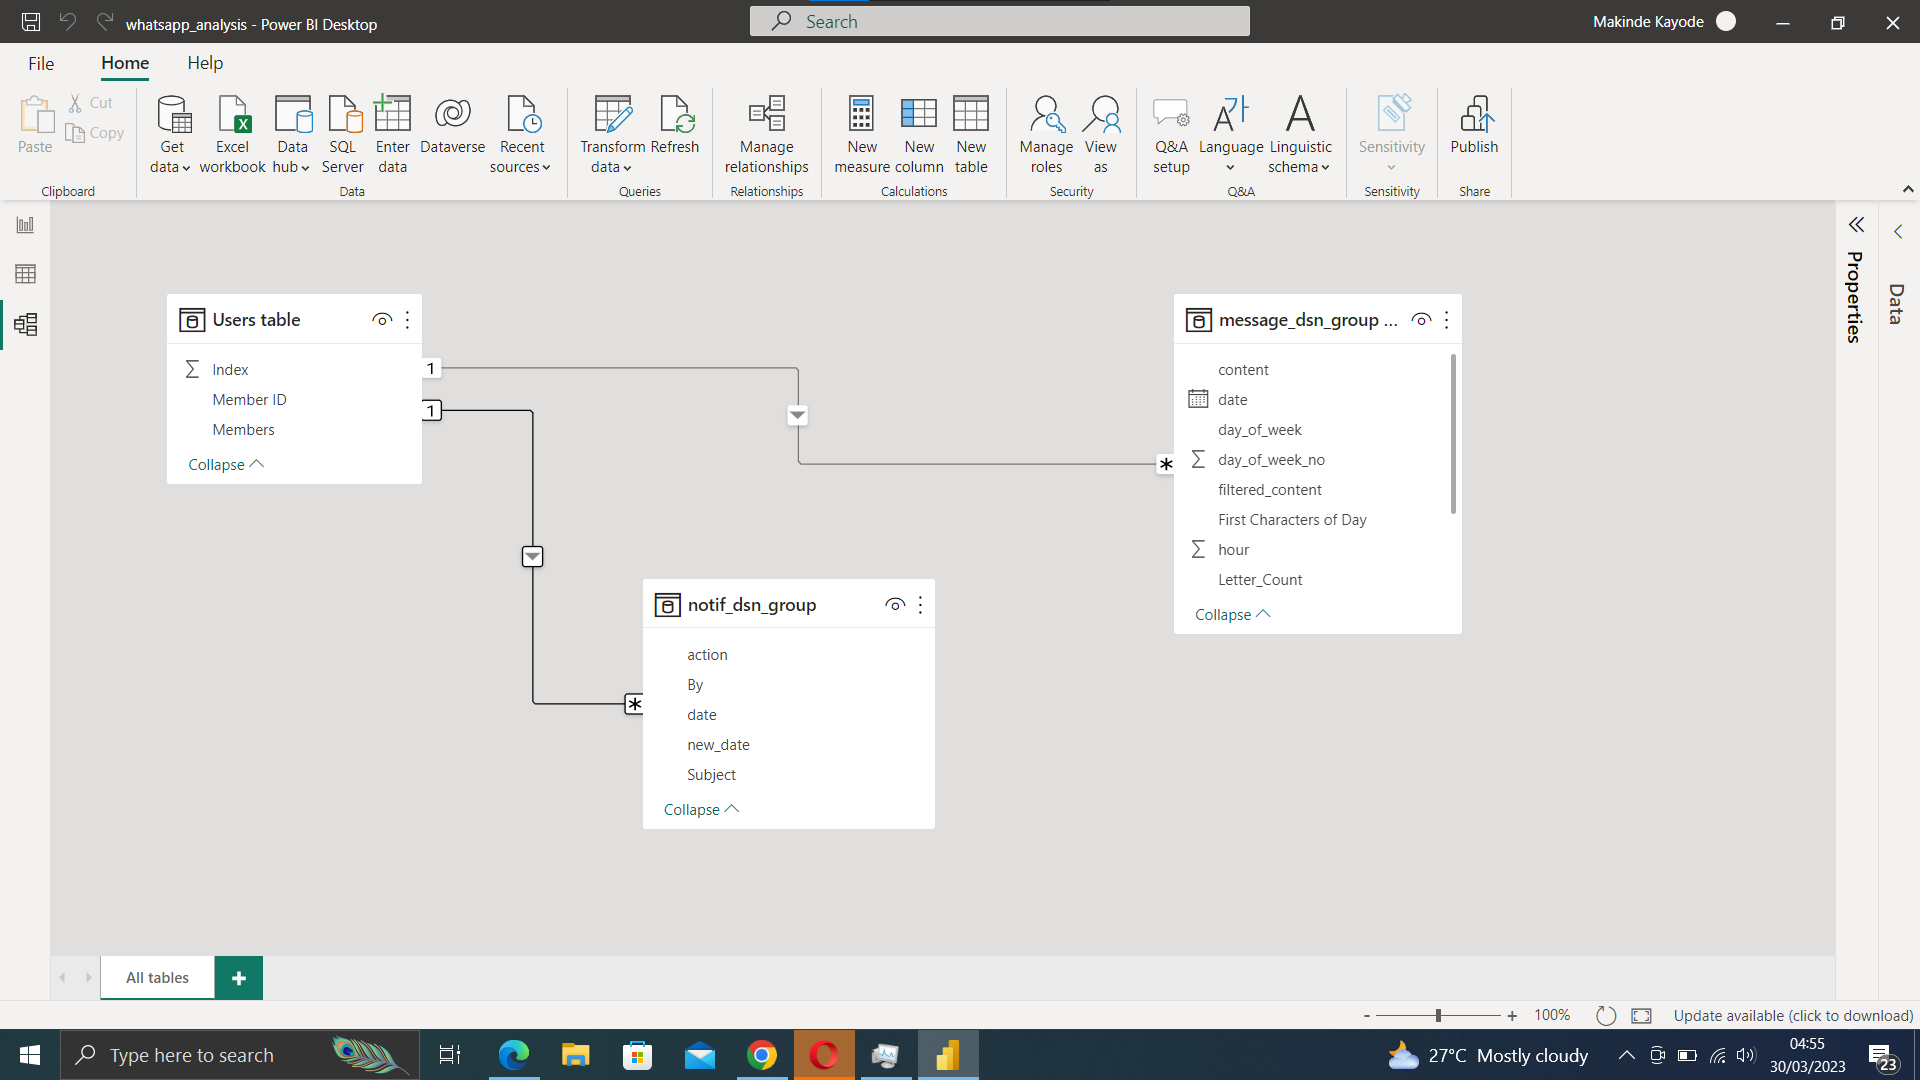 whatsapp_analysis - Power BI Desktop
Search
Makinde Kayode
File Home Help
Paste
Cut
Copy
Clipboard
Get data
Excel workbook
Data hub
SQL Server
Enter data
Dataverse
Recent sources
Data
Transform data
Refresh
Queries
Manage relationships
Relationships
New measure
New column
New table
Calculations
Manage roles
View as
Security
Q&A setup
Language
Linguistic schema
Q&A
Sensitivity
Sensitivity
Publish
Share
Users table
Index
Member ID
Members
Collapse
1
1
*
*
message_dsn_group ...
content
date
day_of_week
day_of_week_no
filtered_content
First Characters of Day
hour
Letter_Count
Collapse
notif_dsn_group
action
By
date
new_date
Subject
Collapse
Properties
Data
All tables
+
- + 100%
Update available (click to download)
Type here to search
27°C Mostly cloudy
04:55
30/03/2023
23